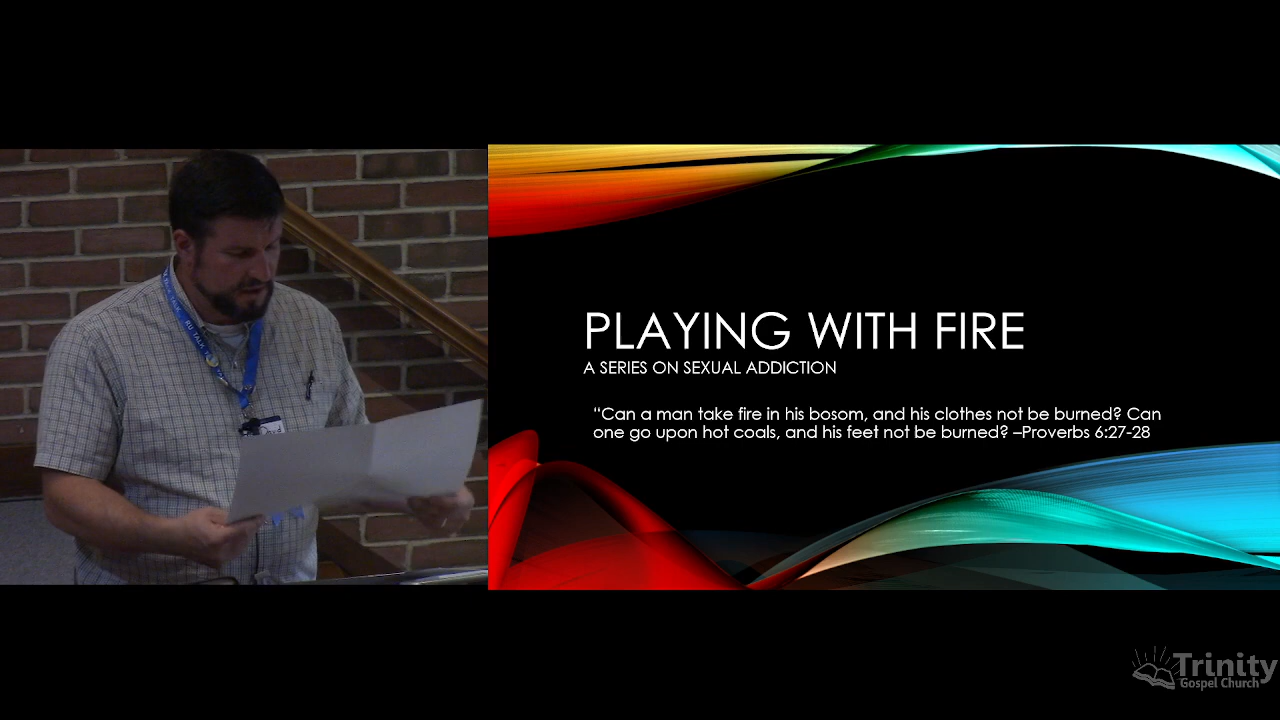 PLAYING WITH FIRE
A SERIES ON SEXUAL ADDICTION
“Can a man take fire in his bosom, and his clothes not be burned? Can
one go upon hot coals, and his feet not be burned? –Proverbs 6:27-28
RU TALK
Trinity
Gospel Church